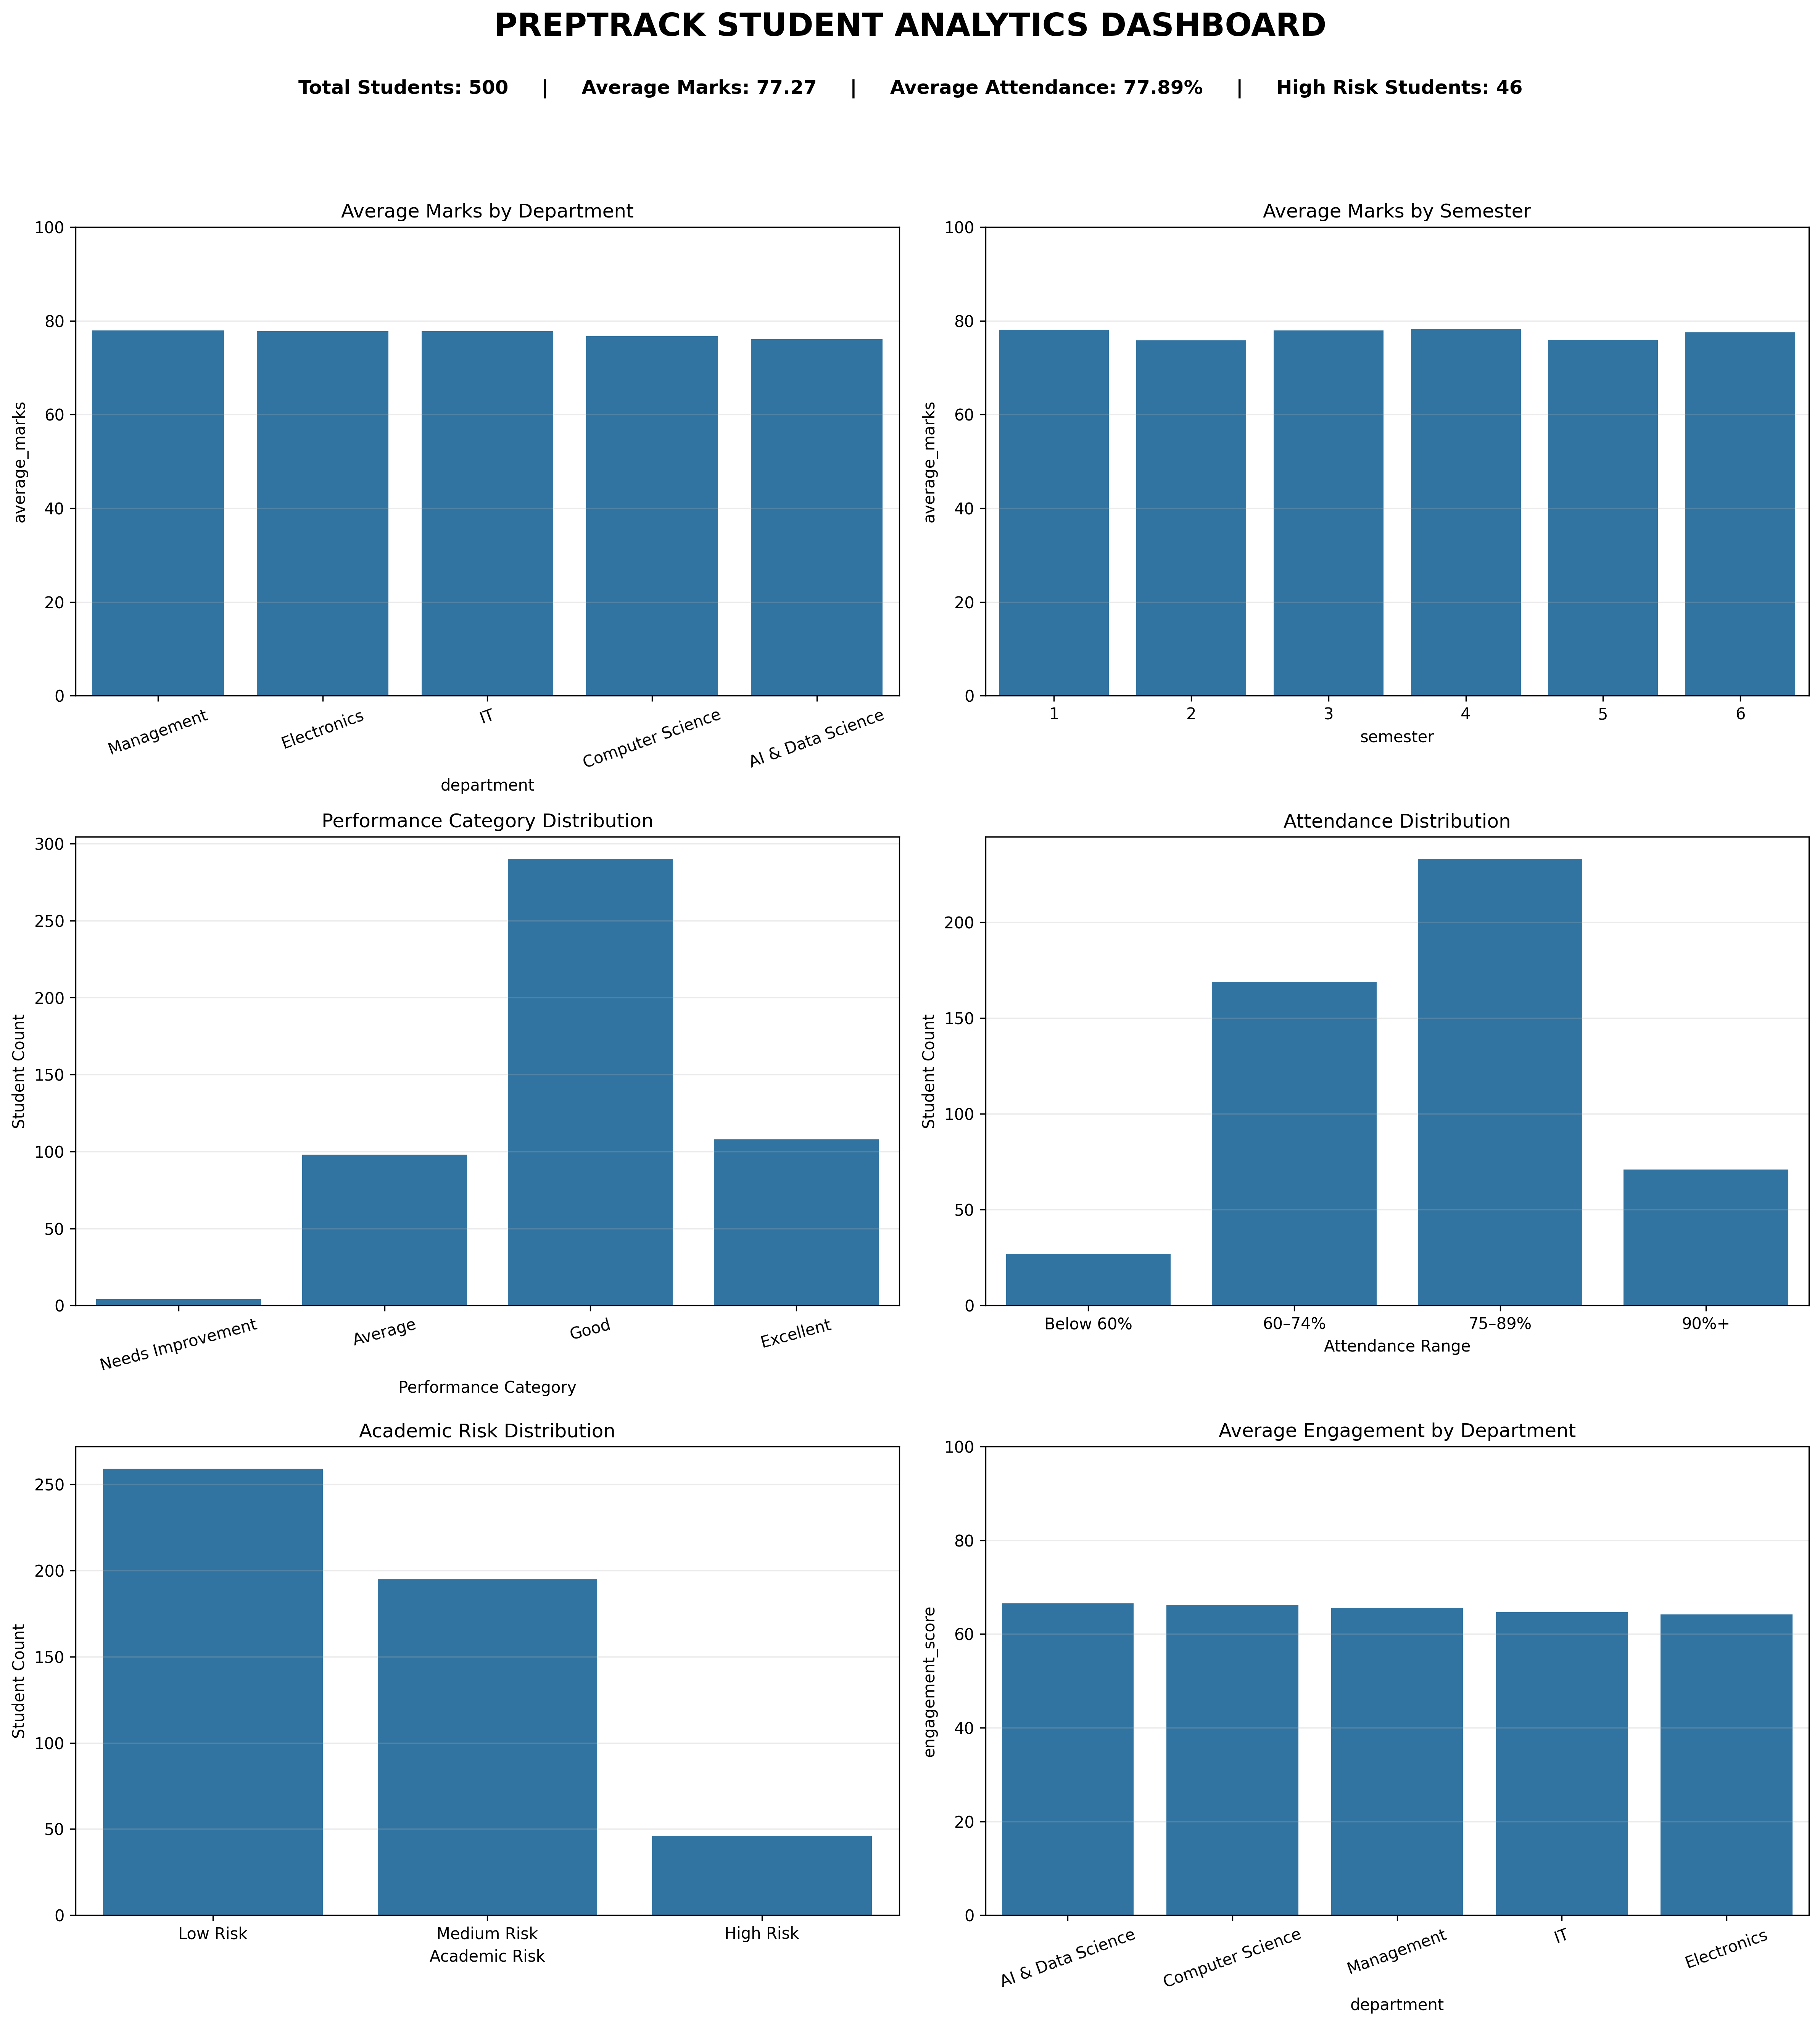 PREPTRACK STUDENT ANALYTICS DASHBOARD
Total Students: 500 | Average Marks: 77.27 | Average Attendance: 77.89% | High Risk Students: 46
Average Marks by Department
100
80
60
40
20
0
average_marks
Management
Electronics
IT
Computer Science
AI & Data Science
department
Average Marks by Semester
100
80
60
40
20
0
average_marks
1
2
3
4
5
6
semester
Performance Category Distribution
300
250
200
150
100
50
0
Student Count
Needs Improvement
Average
Good
Excellent
Performance Category
Attendance Distribution
200
150
100
50
0
Student Count
Below 60%
60–74%
75–89%
90%+
Attendance Range
Academic Risk Distribution
250
200
150
100
50
0
Student Count
Low Risk
Medium Risk
High Risk
Academic Risk
Average Engagement by Department
100
80
60
40
20
0
engagement_score
AI & Data Science
Computer Science
Management
IT
Electronics
department